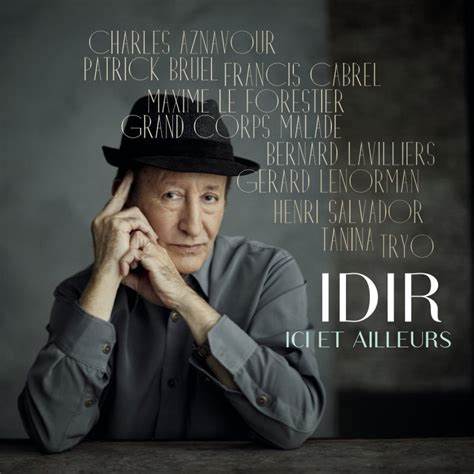 CHARLES AZNAVOUR
PATRICK BRUEL
FRANCIS CABREL
MAXIME LE FORESTIER
GRAND CORPS MALADE
BERNARD LAVILLIERS
GERARD LENORMAN
HENRI SALVADOR
TANINA
TRYO
IDIR
ICI ET AILLEURS